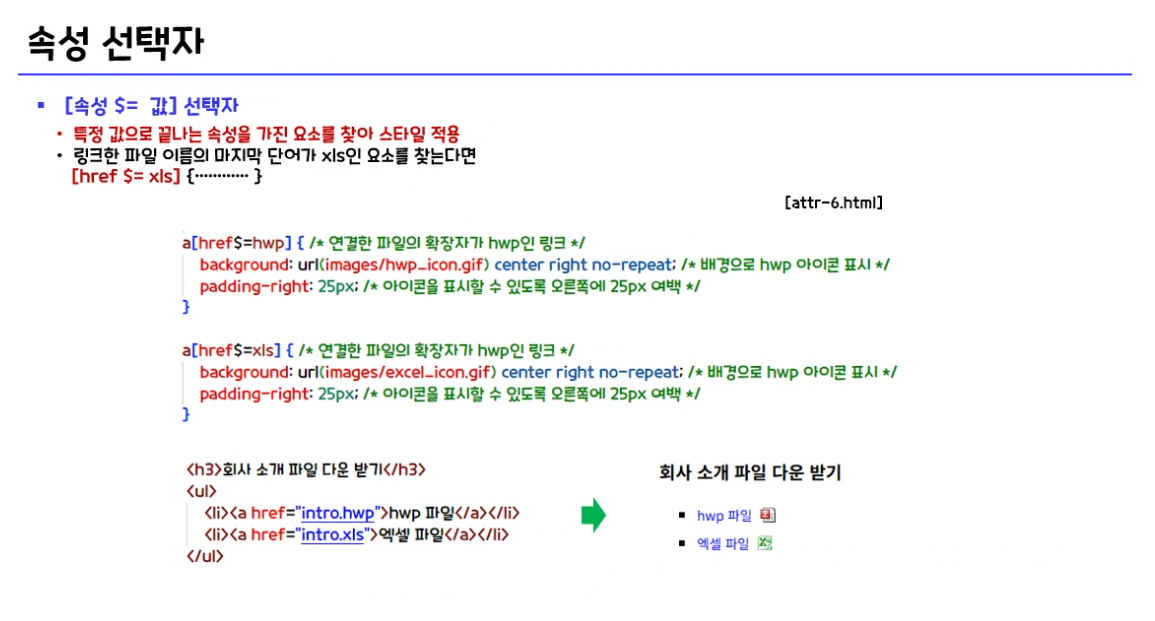 속성 선택자
▪ [속성 $= 값] 선택자
• 특정 값으로 끝나는 속성을 가진 요소를 찾아 스타일 적용
• 링크한 파일 이름의 마지막 단어가 xls인 요소를 찾는다면
[href $= xls] {············ }
[attr-6.html]
a[href$=hwp] { /* 연결한 파일의 확장자가 hwp인 링크 */
background: url(images/hwp_icon.gif) center right no-repeat; /* 배경으로 hwp 아이콘 표시 */
padding-right: 25px; /* 아이콘을 표시할 수 있도록 오른쪽에 25px 여백 */
}
a[href$=xls] { /* 연결한 파일의 확장자가 hwp인 링크 */
background: url(images/excel_icon.gif) center right no-repeat; /* 배경으로 hwp 아이콘 표시 */
padding-right: 25px; /* 아이콘을 표시할 수 있도록 오른쪽에 25px 여백 */
}
<h3>회사 소개 파일 다운 받기</h3>
<ul>
<li><a href="intro.hwp">hwp 파일</a></li>
<li><a href="intro.xls">엑셀 파일</a></li>
</ul>
회사 소개 파일 다운 받기
▪ hwp 파일
▪ 엑셀 파일